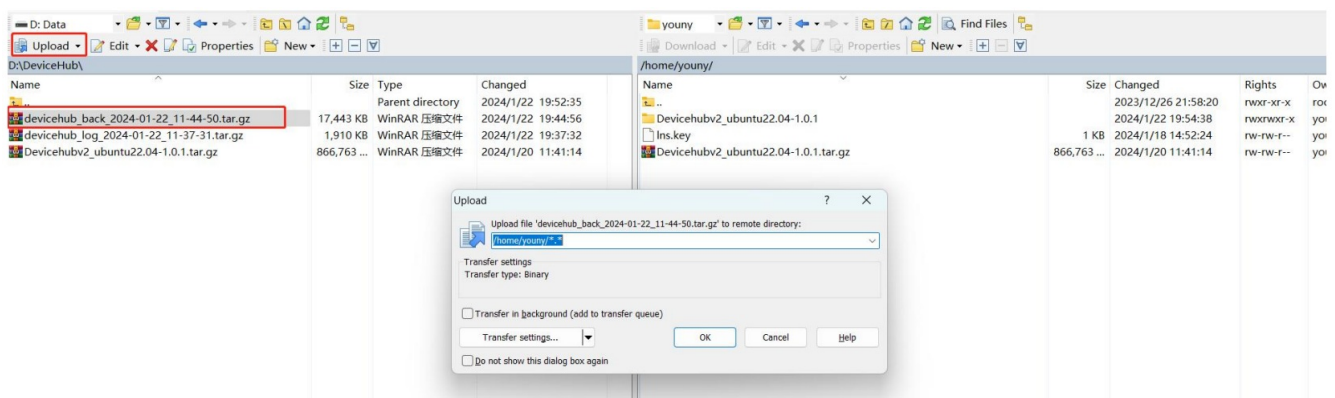 D: Data
Upload Edit Properties New
D:\DeviceHub\
Name Size Type Changed
.. Parent directory 2024/1/22 19:52:35
devicehub_back_2024-01-22_11-44-50.tar.gz 17,443 KB WinRAR 压缩文件 2024/1/22 19:44:56
devicehub_log_2024-01-22_11-37-31.tar.gz 1,910 KB WinRAR 压缩文件 2024/1/22 19:37:32
Devicehubv2_ubuntu22.04-1.0.1.tar.gz 866,763 ... WinRAR 压缩文件 2024/1/20 11:41:14
youny Find Files
Download Edit Properties New
/home/youny/
Name Size Changed Rights Ow
.. 2023/12/26 21:58:20 rwxr-xr-x roo
Devicehubv2_ubuntu22.04-1.0.1 2024/1/22 19:54:38 rwxrwxr-x you
lns.key 1 KB 2024/1/18 14:52:24 rw-rw-r-- you
Devicehubv2_ubuntu22.04-1.0.1.tar.gz 866,763 ... 2024/1/20 11:41:14 rw-rw-r-- you
Upload ? ×
Upload file 'devicehub_back_2024-01-22_11-44-50.tar.gz' to remote directory:
/home/youny/*.*
Transfer settings
Transfer type: Binary
Transfer in background (add to transfer queue)
Transfer settings... OK Cancel Help
Do not show this dialog box again